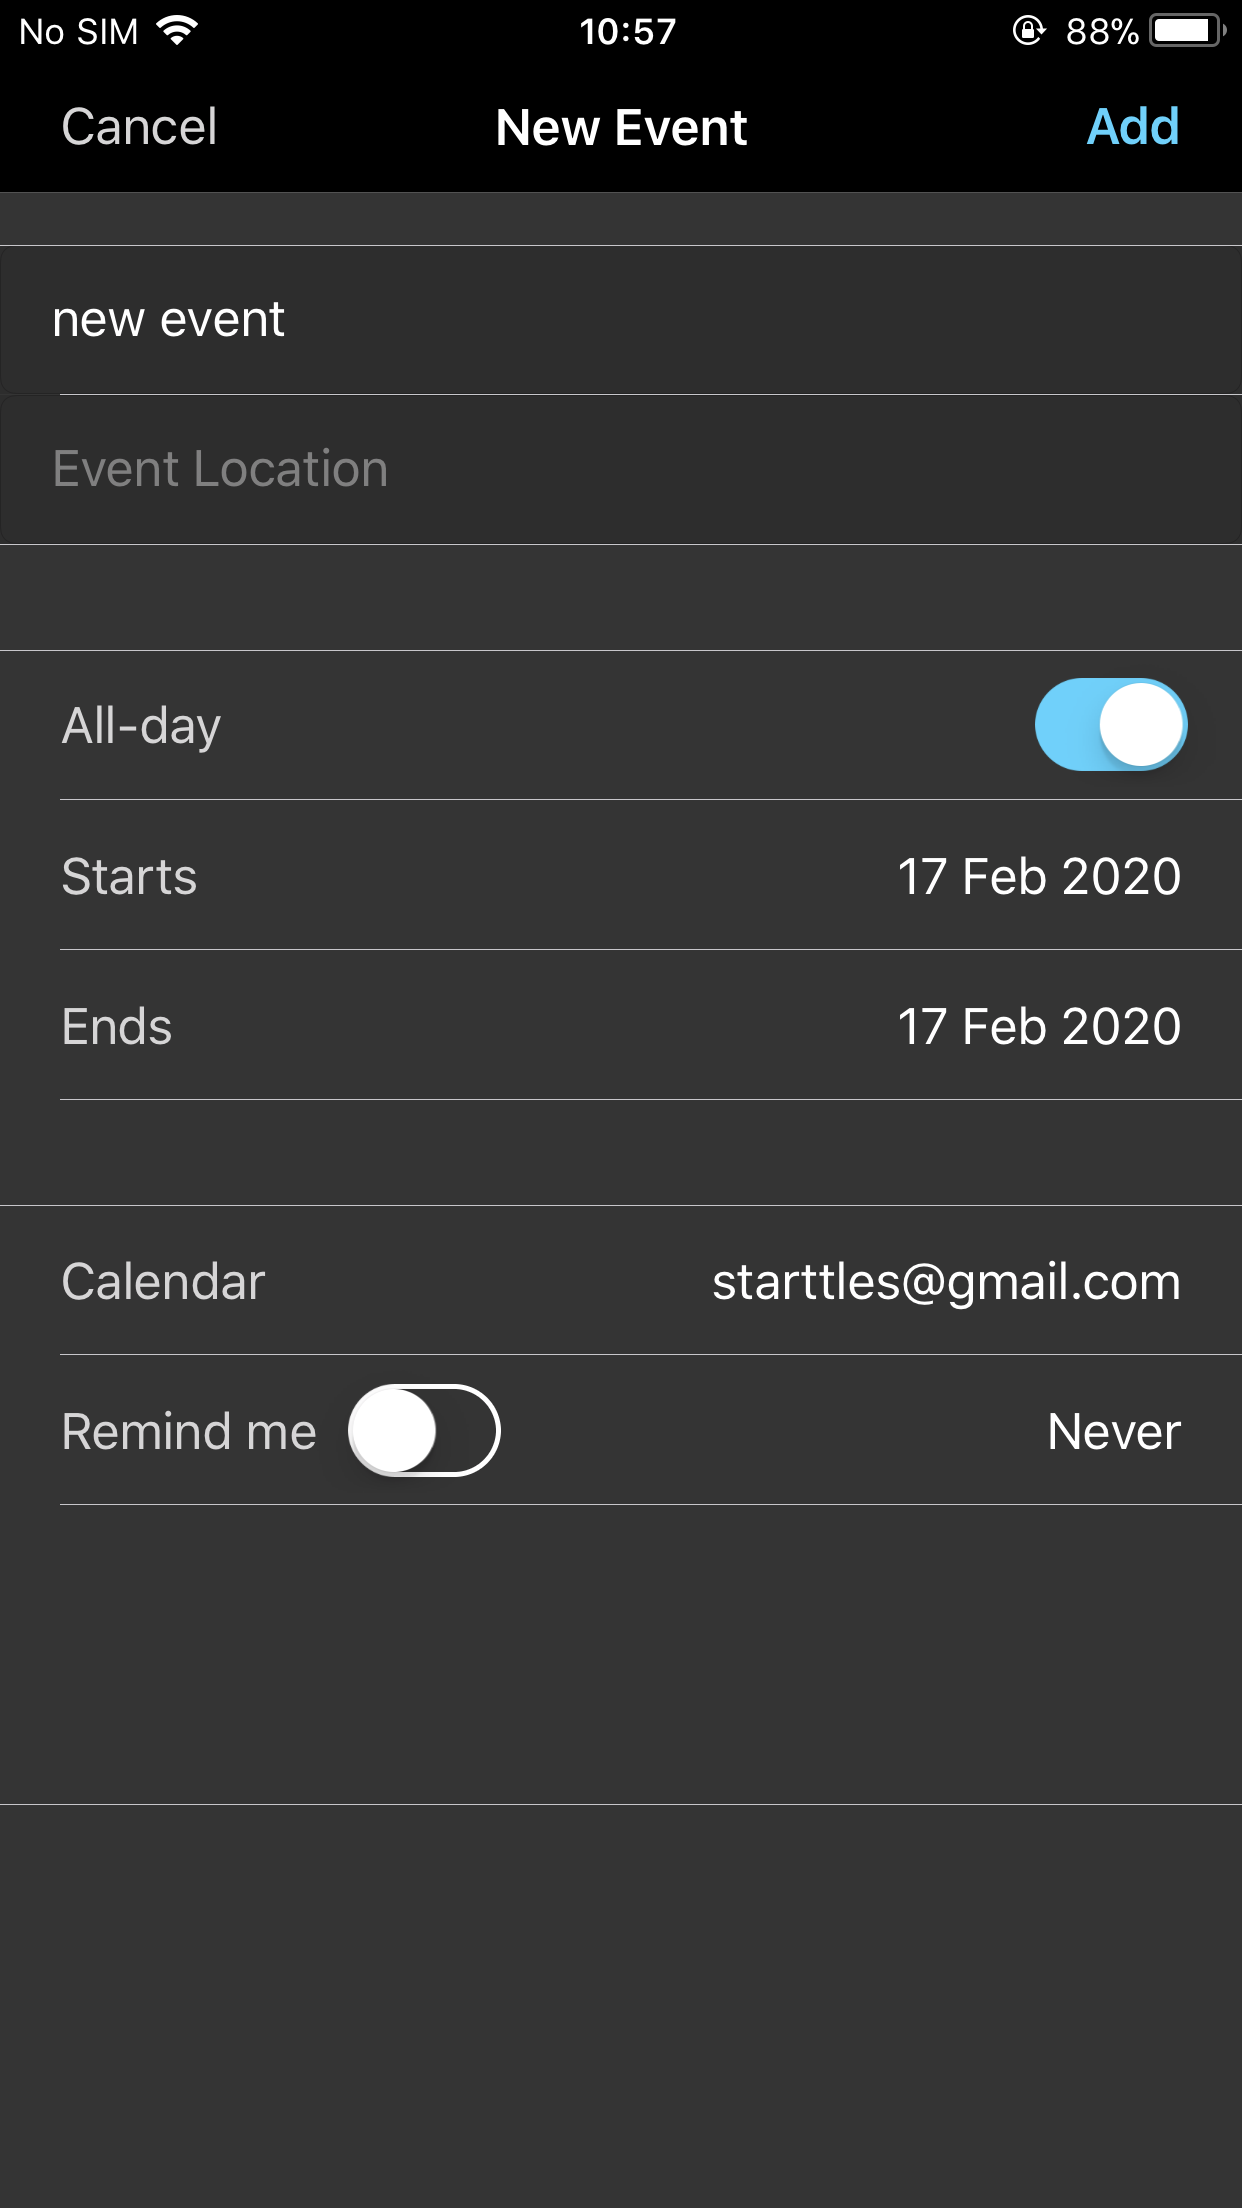 No SIM 10:57 88%
Cancel New Event Add
new event
Event Location
All-day
Starts 17 Feb 2020
Ends 17 Feb 2020
Calendar starttles@gmail.com
Remind me Never